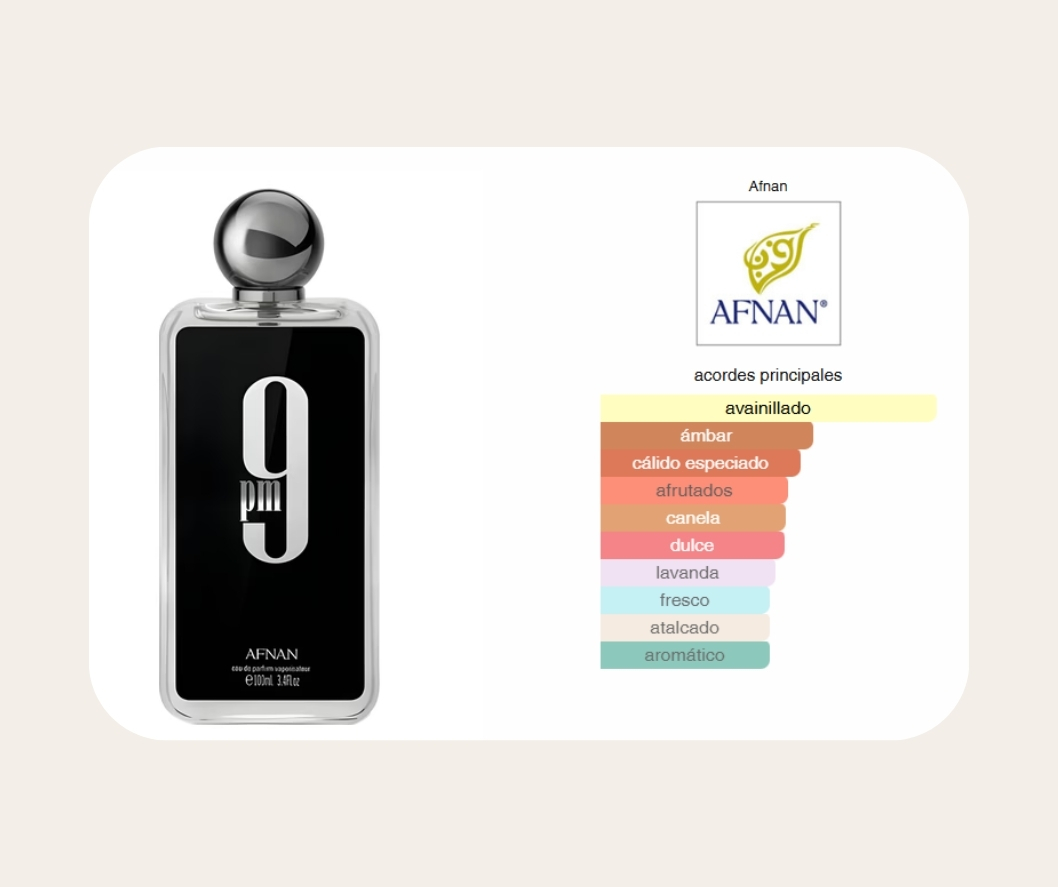 9
pm
AFNAN
eau de parfum vaporisateur
℮100ml. 3.4Fl oz
Afnan
أفنان
AFNAN®
acordes principales
avainillado
ámbar
cálido especiado
afrutados
canela
dulce
lavanda
fresco
atalcado
aromático